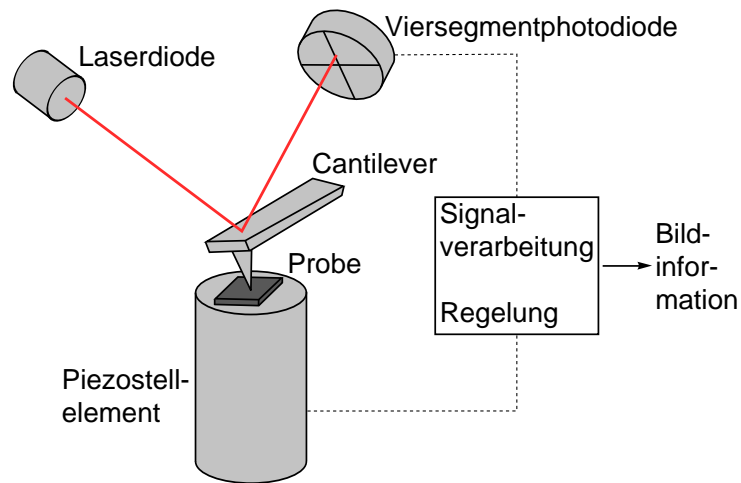 Viersegmentphotodiode
Laserdiode
Cantilever
Probe
Piezostell-
element
Signal-
verarbeitung
Regelung
Bild-
infor-
mation